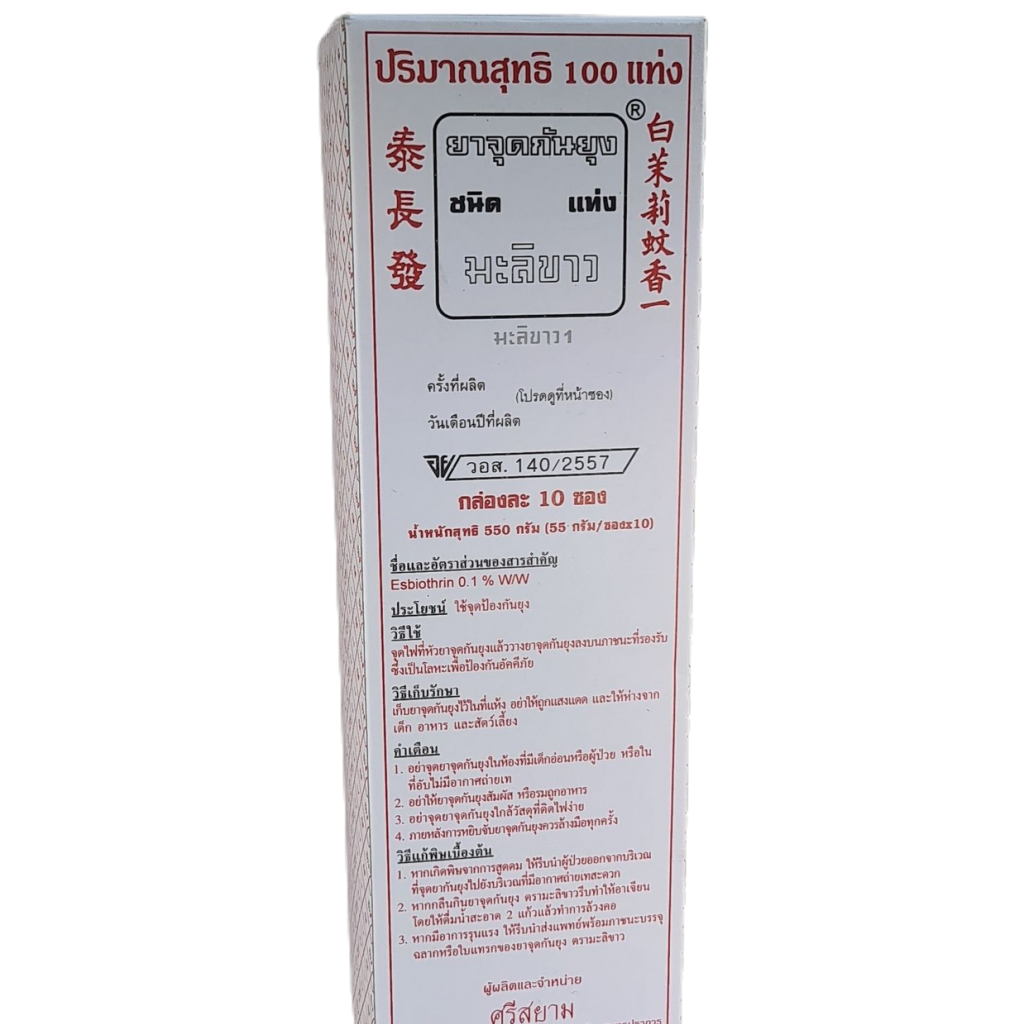 ปริมาณสุทธิ 100 แท่ง
泰長發
ยาจุดกันยุง
®
ชนิด แท่ง
มะลิขาว
白茉莉蚊香一
มะลิขาว1
ครั้งที่ผลิต
(โปรดดูที่หน้าซอง)
วันเดือนปีที่ผลิต
อย วอส. 140/2557
กล่องละ 10 ซอง
น้ำหนักสุทธิ 550 กรัม (55 กรัม/ซองx10)
ชื่อและอัตราส่วนของสารสำคัญ
Esbiothrin 0.1 % W/W
ประโยชน์ ใช้จุดป้องกันยุง
วิธีใช้
จุดไฟที่หัวยาจุดกันยุงแล้ววางยาจุดกันยุงลงบนภาชนะที่รองรับ
ซึ่งเป็นโลหะเพื่อป้องกันอัคคีภัย
วิธีเก็บรักษา
เก็บยาจุดกันยุงไว้ในที่แห้ง อย่าให้ถูกแสงแดด และให้ห่างจาก
เด็ก อาหาร และสัตว์เลี้ยง
คำเตือน
1. อย่าจุดยาจุดกันยุงในห้องที่มีเด็กอ่อนหรือผู้ป่วย หรือใน
ที่อับไม่มีอากาศถ่ายเท
2. อย่าให้ยาจุดกันยุงสัมผัส หรือรมถูกอาหาร
3. อย่าจุดยาจุดกันยุงใกล้วัสดุที่ติดไฟง่าย
4. ภายหลังการหยิบจับยาจุดกันยุงควรล้างมือทุกครั้ง
วิธีแก้พิษเบื้องต้น
1. หากเกิดพิษจากการสูดดม ให้รีบนำผู้ป่วยออกจากบริเวณ
ที่จุดยากันยุงไปยังบริเวณที่มีอากาศถ่ายเทสะดวก
2. หากกลืนกินยาจุดกันยุง ตรามะลิขาวรีบทำให้อาเจียน
โดยให้ดื่มน้ำสะอาด 2 แก้วแล้วทำการล้วงคอ
3. หากมีอาการรุนแรง ให้รีบนำส่งแพทย์พร้อมภาชนะบรรจุ
ฉลากหรือใบแทรกของยาจุดกันยุง ตรามะลิขาว
ผู้ผลิตและจำหน่าย
ศรีสยาม